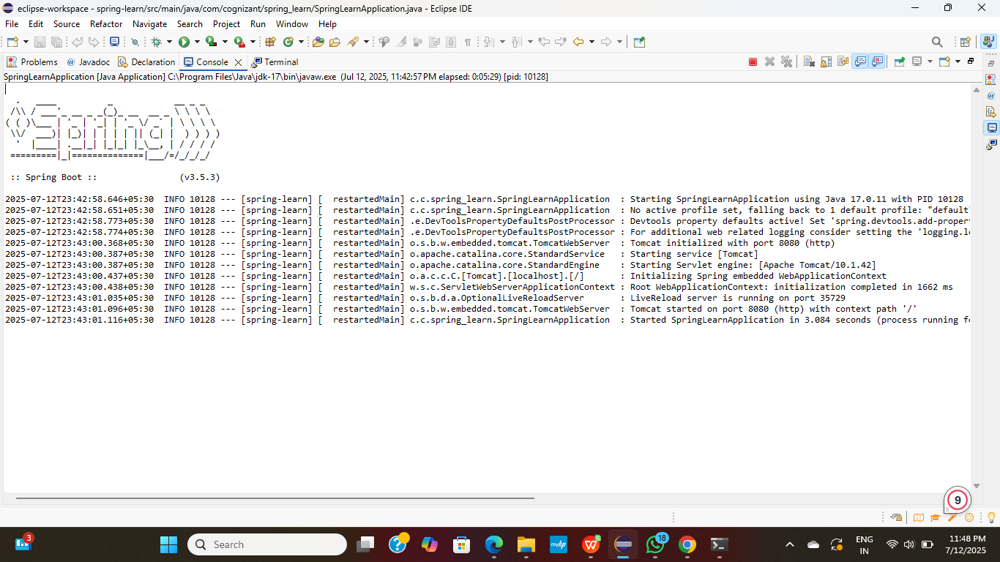 eclipse-workspace - spring-learn/src/main/java/com/cognizant/spring_learn/SpringLearnApplication.java - Eclipse IDE
File Edit Source Refactor Navigate Search Project Run Window Help
Problems @ Javadoc Declaration Console Terminal
SpringLearnApplication [Java Application] C:\Program Files\Java\jdk-17\bin\javaw.exe (Jul 12, 2025, 11:42:57 PM elapsed: 0:05:29) [pid: 10128]
  .   ____          _            __ _ _
 /\\ / ___'_ __ _ _(_)_ __  __ _ \ \ \ \
( ( )\___ | '_ | '_| | '_ \/ _` | \ \ \ \
 \\/  ___)| |_)| | | | | || (_| |  ) ) ) )
  '  |____| .__|_| |_|_| |_\__, | / / / /
 =========|_|==============|___/=/_/_/_/
:: Spring Boot :: (v3.5.3)
2025-07-12T23:42:58.646+05:30 INFO 10128 --- [spring-learn] [ restartedMain] c.c.spring_learn.SpringLearnApplication : Starting SpringLearnApplication using Java 17.0.11 with PID 10128
2025-07-12T23:42:58.651+05:30 INFO 10128 --- [spring-learn] [ restartedMain] c.c.spring_learn.SpringLearnApplication : No active profile set, falling back to 1 default profile: "default"
2025-07-12T23:42:58.773+05:30 INFO 10128 --- [spring-learn] [ restartedMain] .e.DevToolsPropertyDefaultsPostProcessor : Devtools property defaults active! Set 'spring.devtools.add-proper
2025-07-12T23:42:58.774+05:30 INFO 10128 --- [spring-learn] [ restartedMain] .e.DevToolsPropertyDefaultsPostProcessor : For additional web related logging consider setting the 'logging.l
2025-07-12T23:43:00.368+05:30 INFO 10128 --- [spring-learn] [ restartedMain] o.s.b.w.embedded.tomcat.TomcatWebServer : Tomcat initialized with port 8080 (http)
2025-07-12T23:43:00.387+05:30 INFO 10128 --- [spring-learn] [ restartedMain] o.apache.catalina.core.StandardService : Starting service [Tomcat]
2025-07-12T23:43:00.387+05:30 INFO 10128 --- [spring-learn] [ restartedMain] o.apache.catalina.core.StandardEngine : Starting Servlet engine: [Apache Tomcat/10.1.42]
2025-07-12T23:43:00.437+05:30 INFO 10128 --- [spring-learn] [ restartedMain] o.a.c.c.C.[Tomcat].[localhost].[/] : Initializing Spring embedded WebApplicationContext
2025-07-12T23:43:00.438+05:30 INFO 10128 --- [spring-learn] [ restartedMain] w.s.c.ServletWebServerApplicationContext : Root WebApplicationContext: initialization completed in 1662 ms
2025-07-12T23:43:01.035+05:30 INFO 10128 --- [spring-learn] [ restartedMain] o.s.b.d.a.OptionalLiveReloadServer : LiveReload server is running on port 35729
2025-07-12T23:43:01.096+05:30 INFO 10128 --- [spring-learn] [ restartedMain] o.s.b.w.embedded.tomcat.TomcatWebServer : Tomcat started on port 8080 (http) with context path '/'
2025-07-12T23:43:01.116+05:30 INFO 10128 --- [spring-learn] [ restartedMain] c.c.spring_learn.SpringLearnApplication : Started SpringLearnApplication in 3.084 seconds (process running fo
9
3
Search
myhp
18
ENG
IN
11:48 PM
7/12/2025